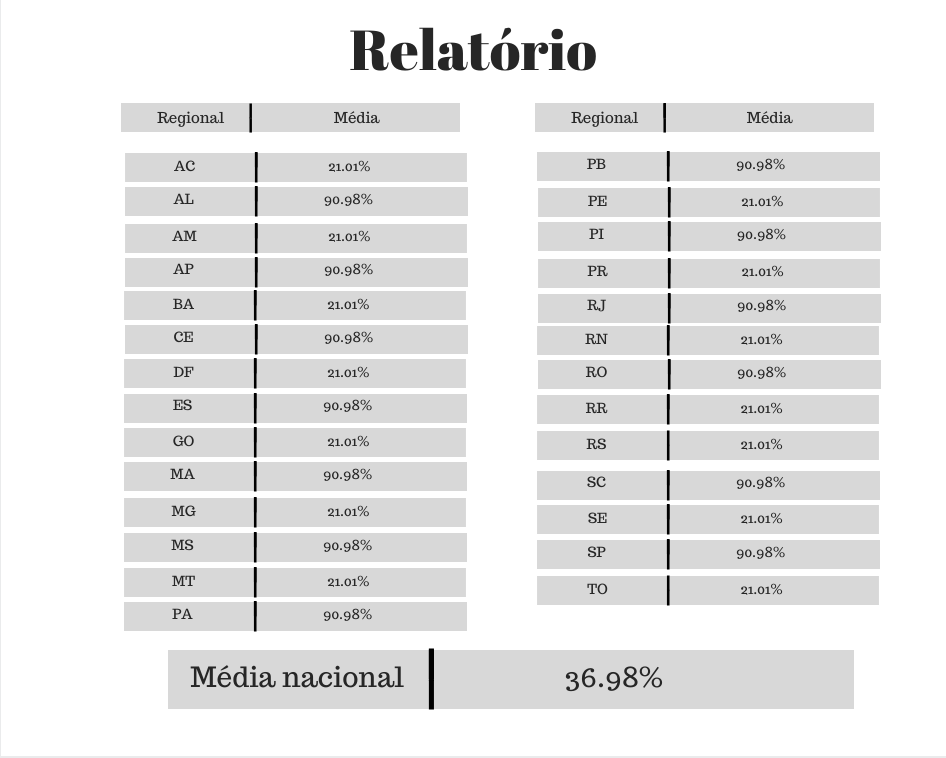 Relatório
Regional Média
AC 21.01%
AL 90.98%
AM 21.01%
AP 90.98%
BA 21.01%
CE 90.98%
DF 21.01%
ES 90.98%
GO 21.01%
MA 90.98%
MG 21.01%
MS 90.98%
MT 21.01%
PA 90.98%
Regional Média
PB 90.98%
PE 21.01%
PI 90.98%
PR 21.01%
RJ 90.98%
RN 21.01%
RO 90.98%
RR 21.01%
RS 21.01%
SC 90.98%
SE 21.01%
SP 90.98%
TO 21.01%
Média nacional 36.98%